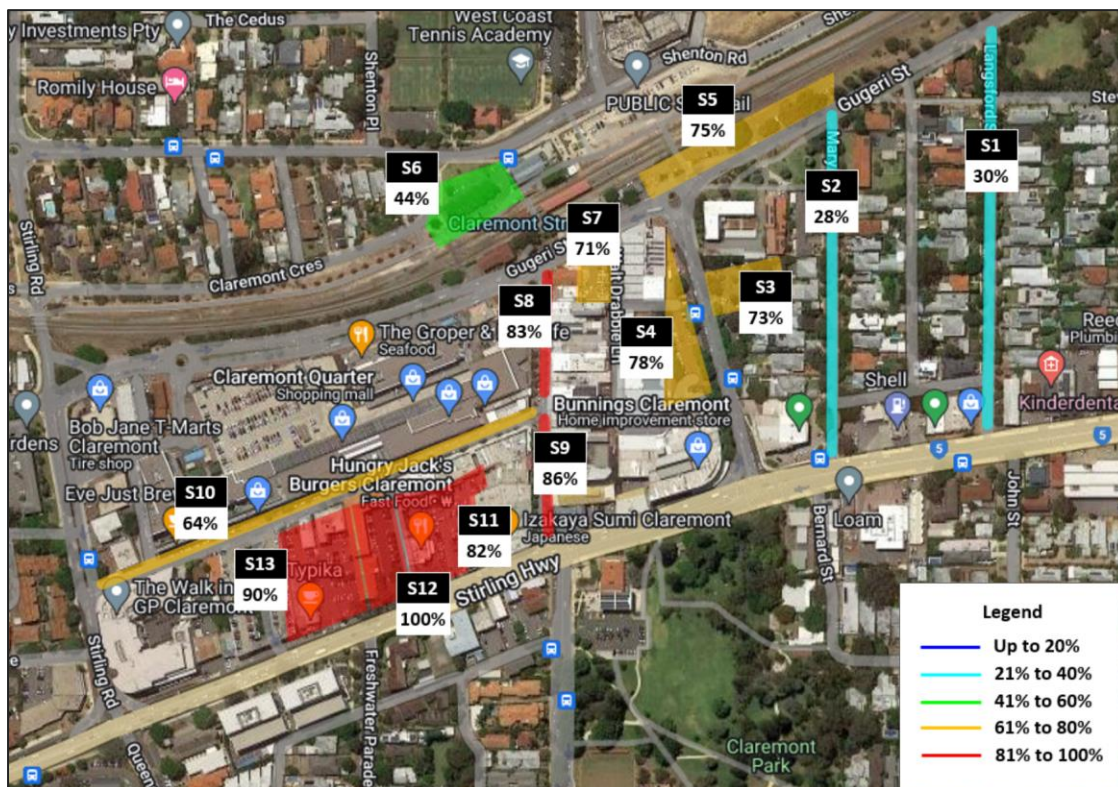 The Cedus
y Investments Pty
West Coast
Tennis Academy
Shenton Rd
Romily House
Shenton Pl
Gugeri St
S5
75%
Langsford S
Stev
S1
30%
S2
28%
Mary
S6
44%
Claremont Str
S7
71%
Gugeri S
Claremont Cres
Stirling Rd
S3
73%
S8
83%
S4
78%
The Groper &
Seafood
Claremont Quarter
Shopping mall
Bunnings Claremont
Home improvement store
Shell
Ree
Plumbi
Kinderdenta
rdens
Bob Jane T-Marts
Claremont
Tire shop
5
5
Hungry Jack's
Burgers Claremont
Fast Food
S9
86%
Eve Just Bre
S10
64%
S11
82%
Izakaya Sumi Claremont
Japanese
John St
Bernard St
Loam
S13
90%
Typika
S12
100%
Stirling Hwy
The Walk in
GP Claremont
Stirling Rd
Freshwater Parade
Queen
Claremont
Park
Legend
Up to 20%
21% to 40%
41% to 60%
61% to 80%
81% to 100%